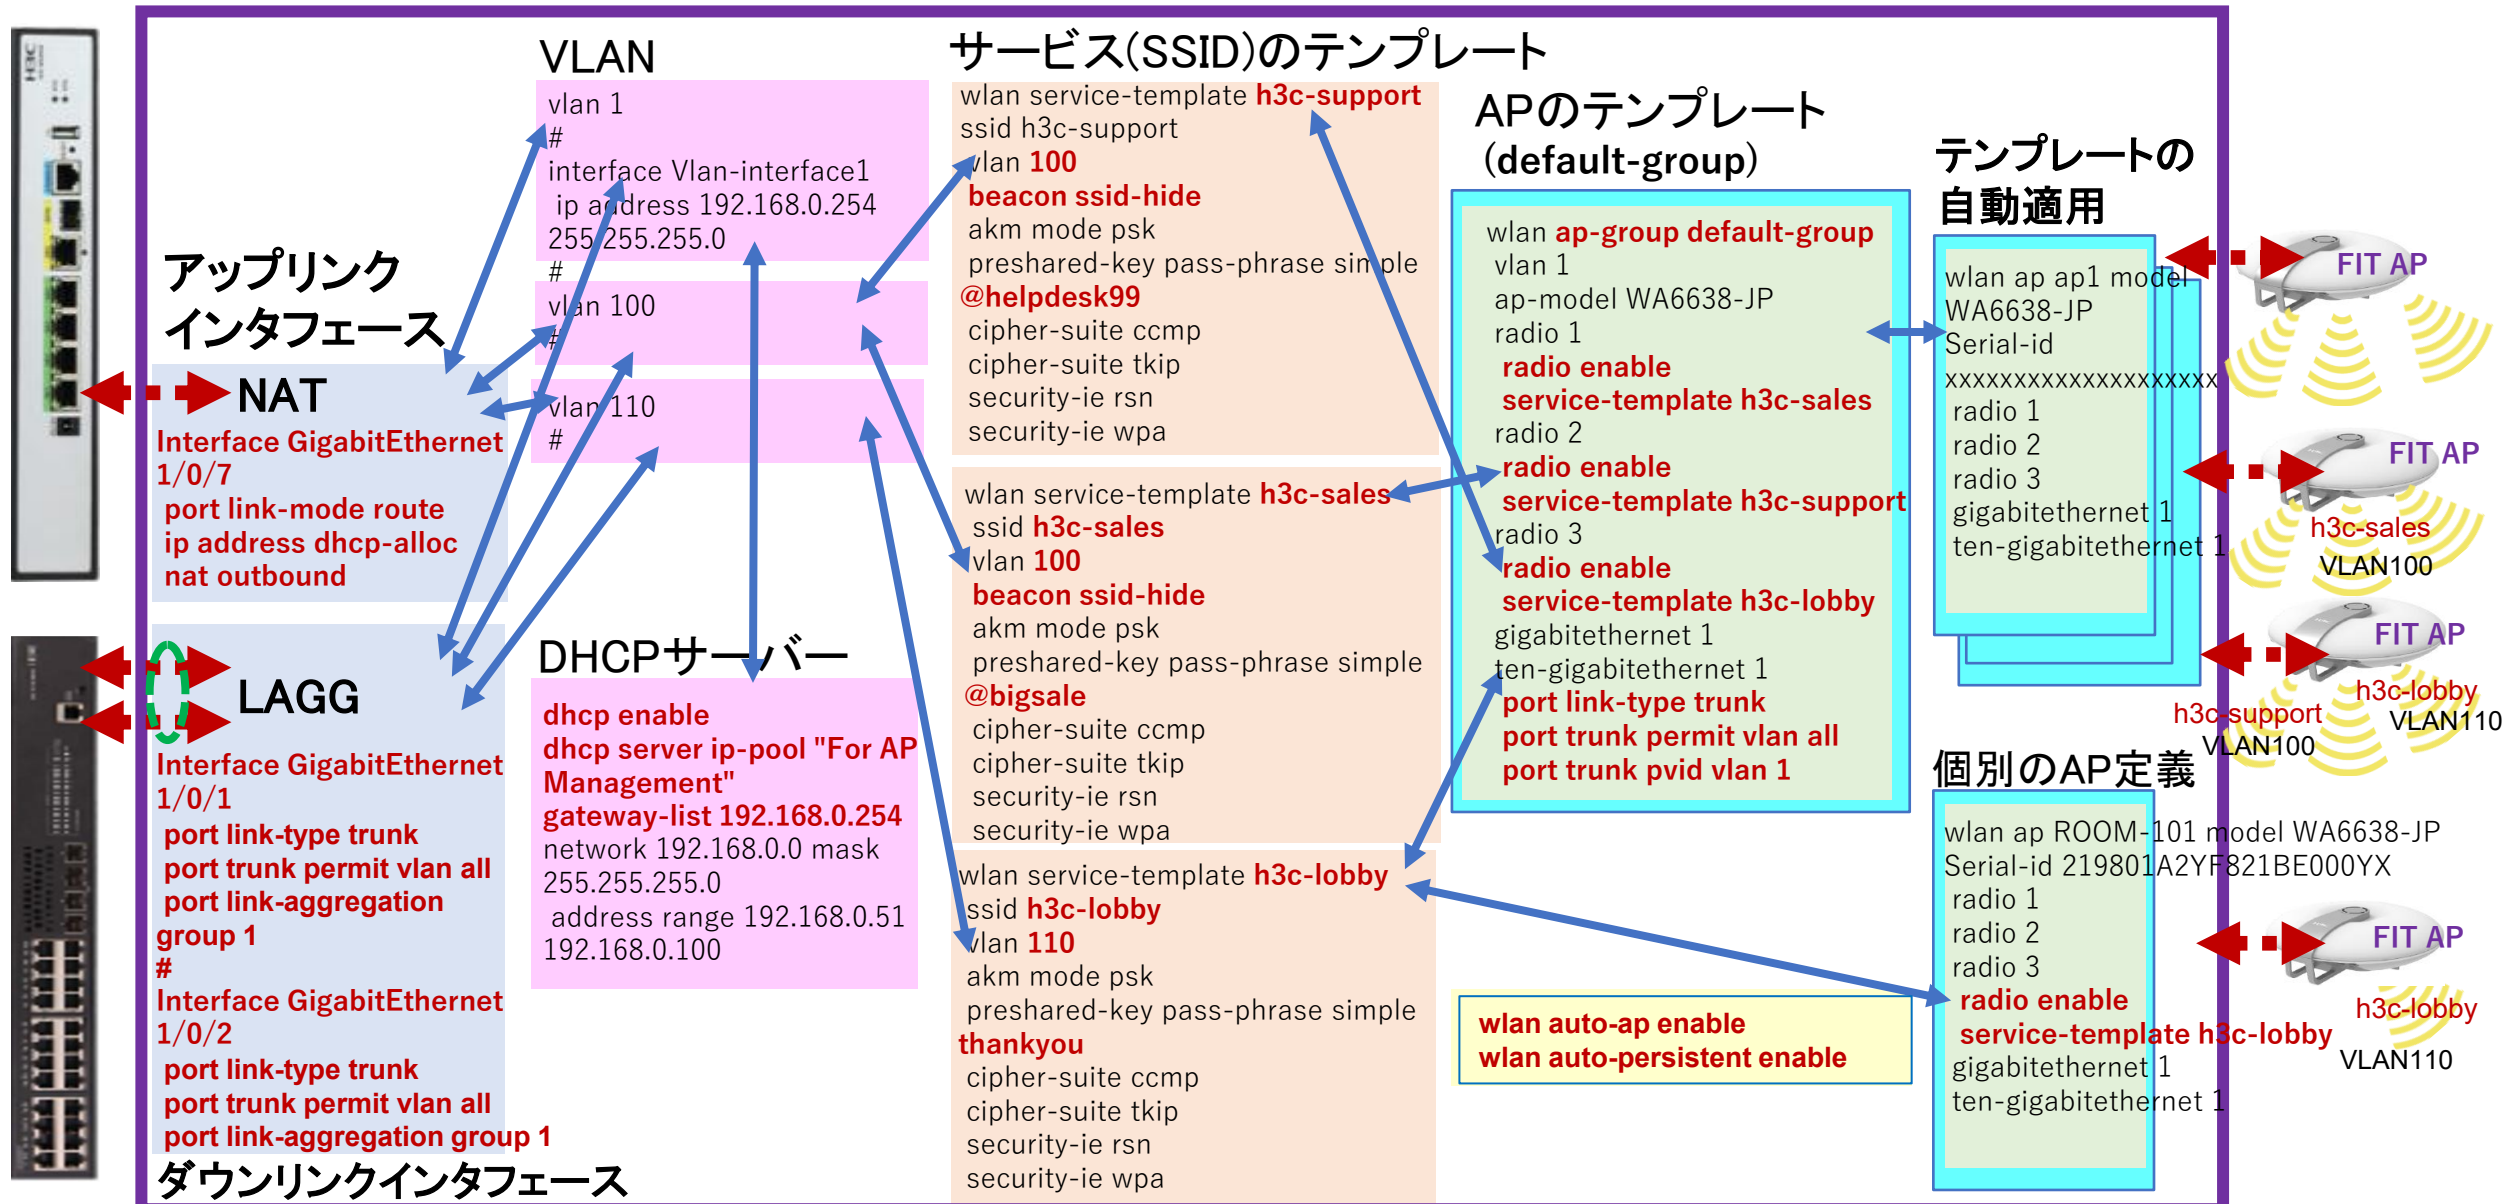 H3C
アップリンク
インタフェース
NAT
Interface GigabitEthernet
1/0/7
port link-mode route
ip address dhcp-alloc
nat outbound
LAGG
Interface GigabitEthernet
1/0/1
port link-type trunk
port trunk permit vlan all
port link-aggregation
group 1
#
Interface GigabitEthernet
1/0/2
port link-type trunk
port trunk permit vlan all
port link-aggregation group 1
ダウンリンクインタフェース
VLAN
vlan 1
#
interface Vlan-interface1
ip address 192.168.0.254
255.255.255.0
#
vlan 100
#
vlan 110
#
DHCPサーバー
dhcp enable
dhcp server ip-pool "For AP
Management"
gateway-list 192.168.0.254
network 192.168.0.0 mask
255.255.255.0
address range 192.168.0.51
192.168.0.100
サービス(SSID)のテンプレート
wlan service-template h3c-support
ssid h3c-support
vlan 100
beacon ssid-hide
akm mode psk
preshared-key pass-phrase simple
@helpdesk99
cipher-suite ccmp
cipher-suite tkip
security-ie rsn
security-ie wpa
wlan service-template h3c-sales
ssid h3c-sales
vlan 100
beacon ssid-hide
akm mode psk
preshared-key pass-phrase simple
@bigsale
cipher-suite ccmp
cipher-suite tkip
security-ie rsn
security-ie wpa
wlan service-template h3c-lobby
ssid h3c-lobby
vlan 110
akm mode psk
preshared-key pass-phrase simple
thankyou
cipher-suite ccmp
cipher-suite tkip
security-ie rsn
security-ie wpa
APのテンプレート
(default-group)
wlan ap-group default-group
vlan 1
ap-model WA6638-JP
radio 1
radio enable
service-template h3c-sales
radio 2
radio enable
service-template h3c-support
radio 3
radio enable
service-template h3c-lobby
gigabitethernet 1
ten-gigabitethernet 1
port link-type trunk
port trunk permit vlan all
port trunk pvid vlan 1
wlan auto-ap enable
wlan auto-persistent enable
テンプレートの
自動適用
wlan ap ap1 model
WA6638-JP
Serial-id
xxxxxxxxxxxxxxxxxxxx
radio 1
radio 2
radio 3
gigabitethernet 1
ten-gigabitethernet 1
個別のAP定義
wlan ap ROOM-101 model WA6638-JP
Serial-id 219801A2YF821BE000YX
radio 1
radio 2
radio 3
radio enable
service-template h3c-lobby
gigabitethernet 1
ten-gigabitethernet 1
FIT AP
FIT AP
h3c-sales
VLAN100
FIT AP
h3c-lobby
VLAN110
h3c-support
VLAN100
FIT AP
h3c-lobby
VLAN110